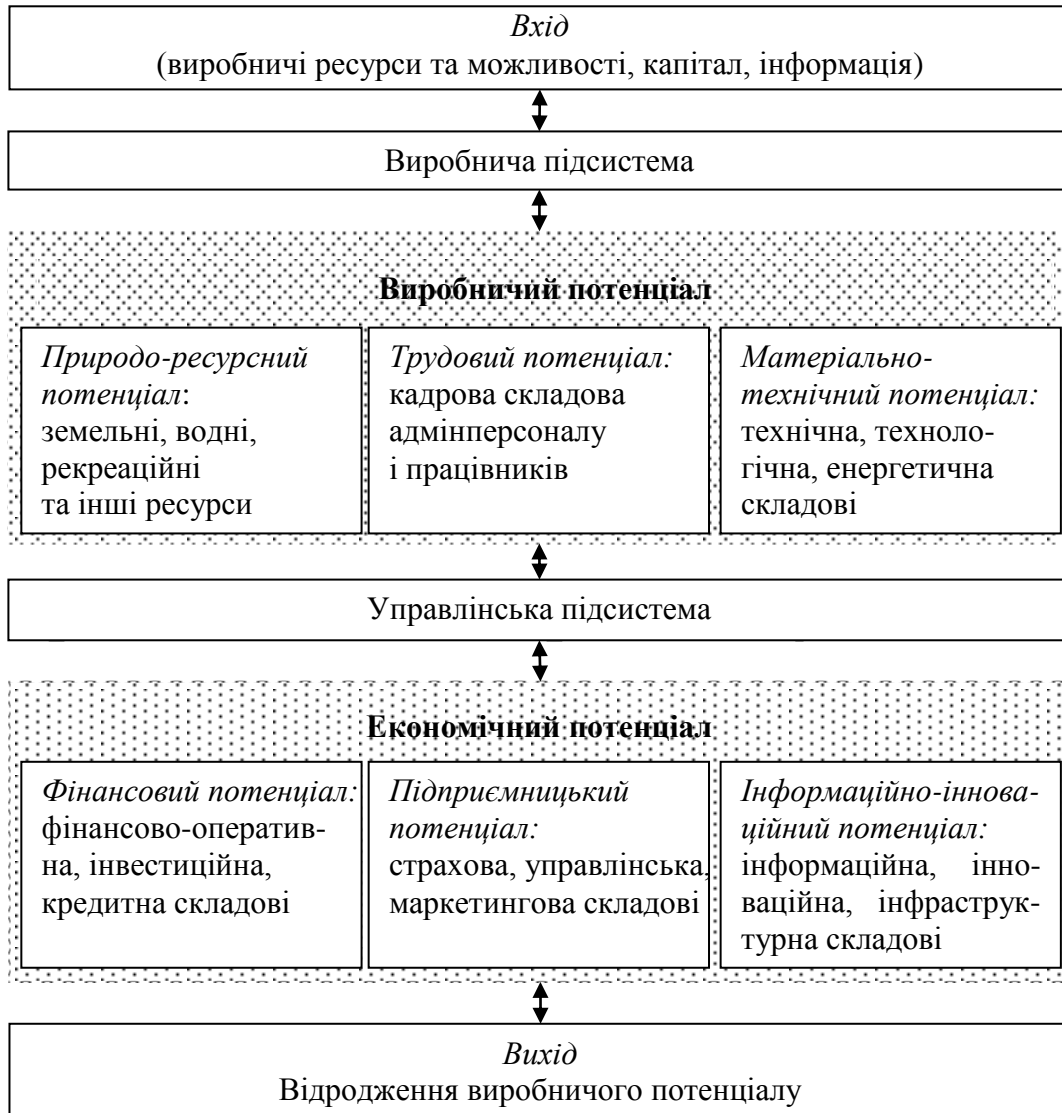 Вхід
(виробничі ресурси та можливості, капітал, інформація)
Виробнича підсистема
Виробничий потенціал
Природо-ресурсний
потенціал:
земельні, водні,
рекреаційні
та інші ресурси
Трудовий потенціал:
кадрова складова
адмінперсоналу
і працівників
Матеріально-
технічний потенціал:
технічна, техноло-
гічна, енергетична
складові
Управлінська підсистема
Економічний потенціал
Фінансовий потенціал:
фінансово-оператив-
на, інвестиційна,
кредитна складові
Підприємницький
потенціал:
страхова, управлінська,
маркетингова складові
Інформаційно-іннова-
ційний потенціал:
інформаційна, інно-
ваційна, інфраструк-
турна складові
Вихід
Відродження виробничого потенціалу